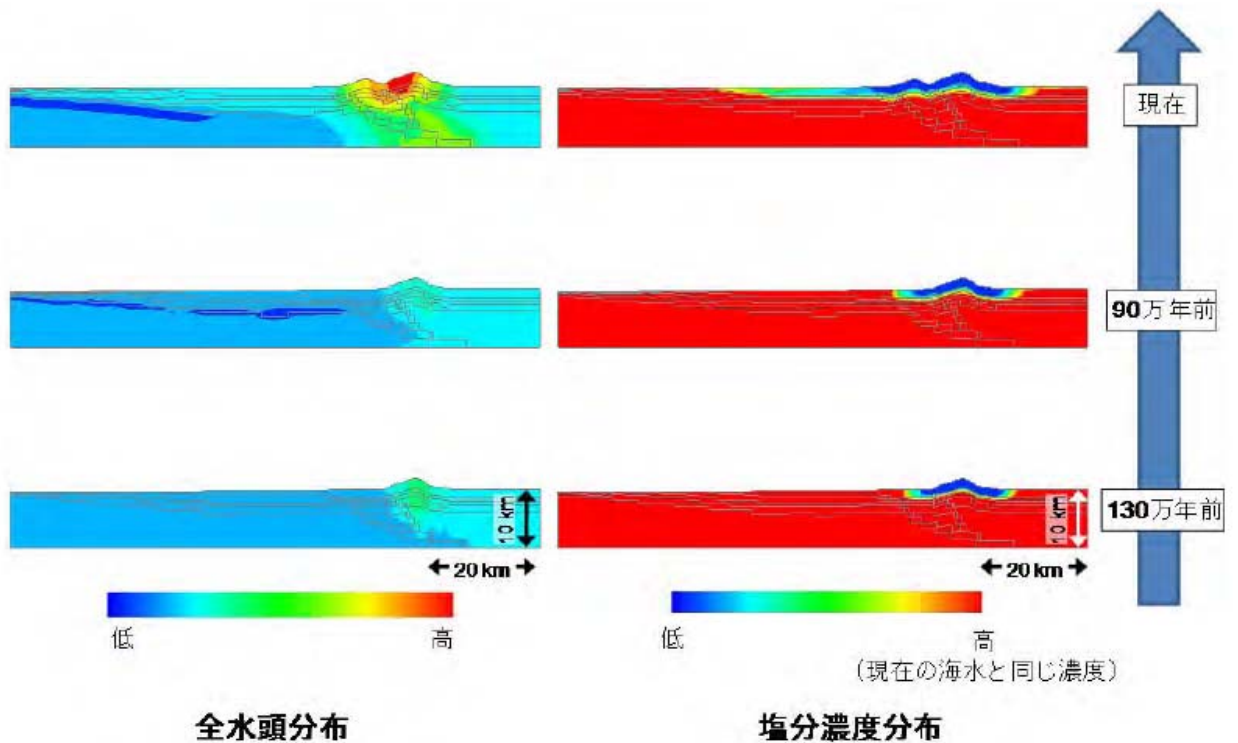 現在
90万年前
130万年前
10 km
10 km
20 km
20 km
低
高
低
高
（現在の海水と同じ濃度）
全水頭分布
塩分濃度分布